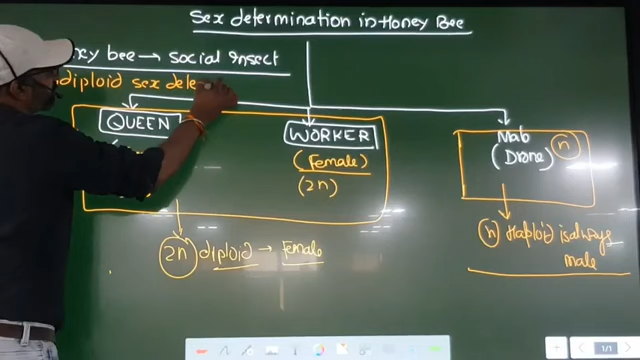 Sex determination in Honey Bee
bee → social Insect
diploid sex dete
QUEEN
WORKER
(Female)
(2n)
(Drone)
n
2n diploid → Female
n Haploid is always
male
1/1